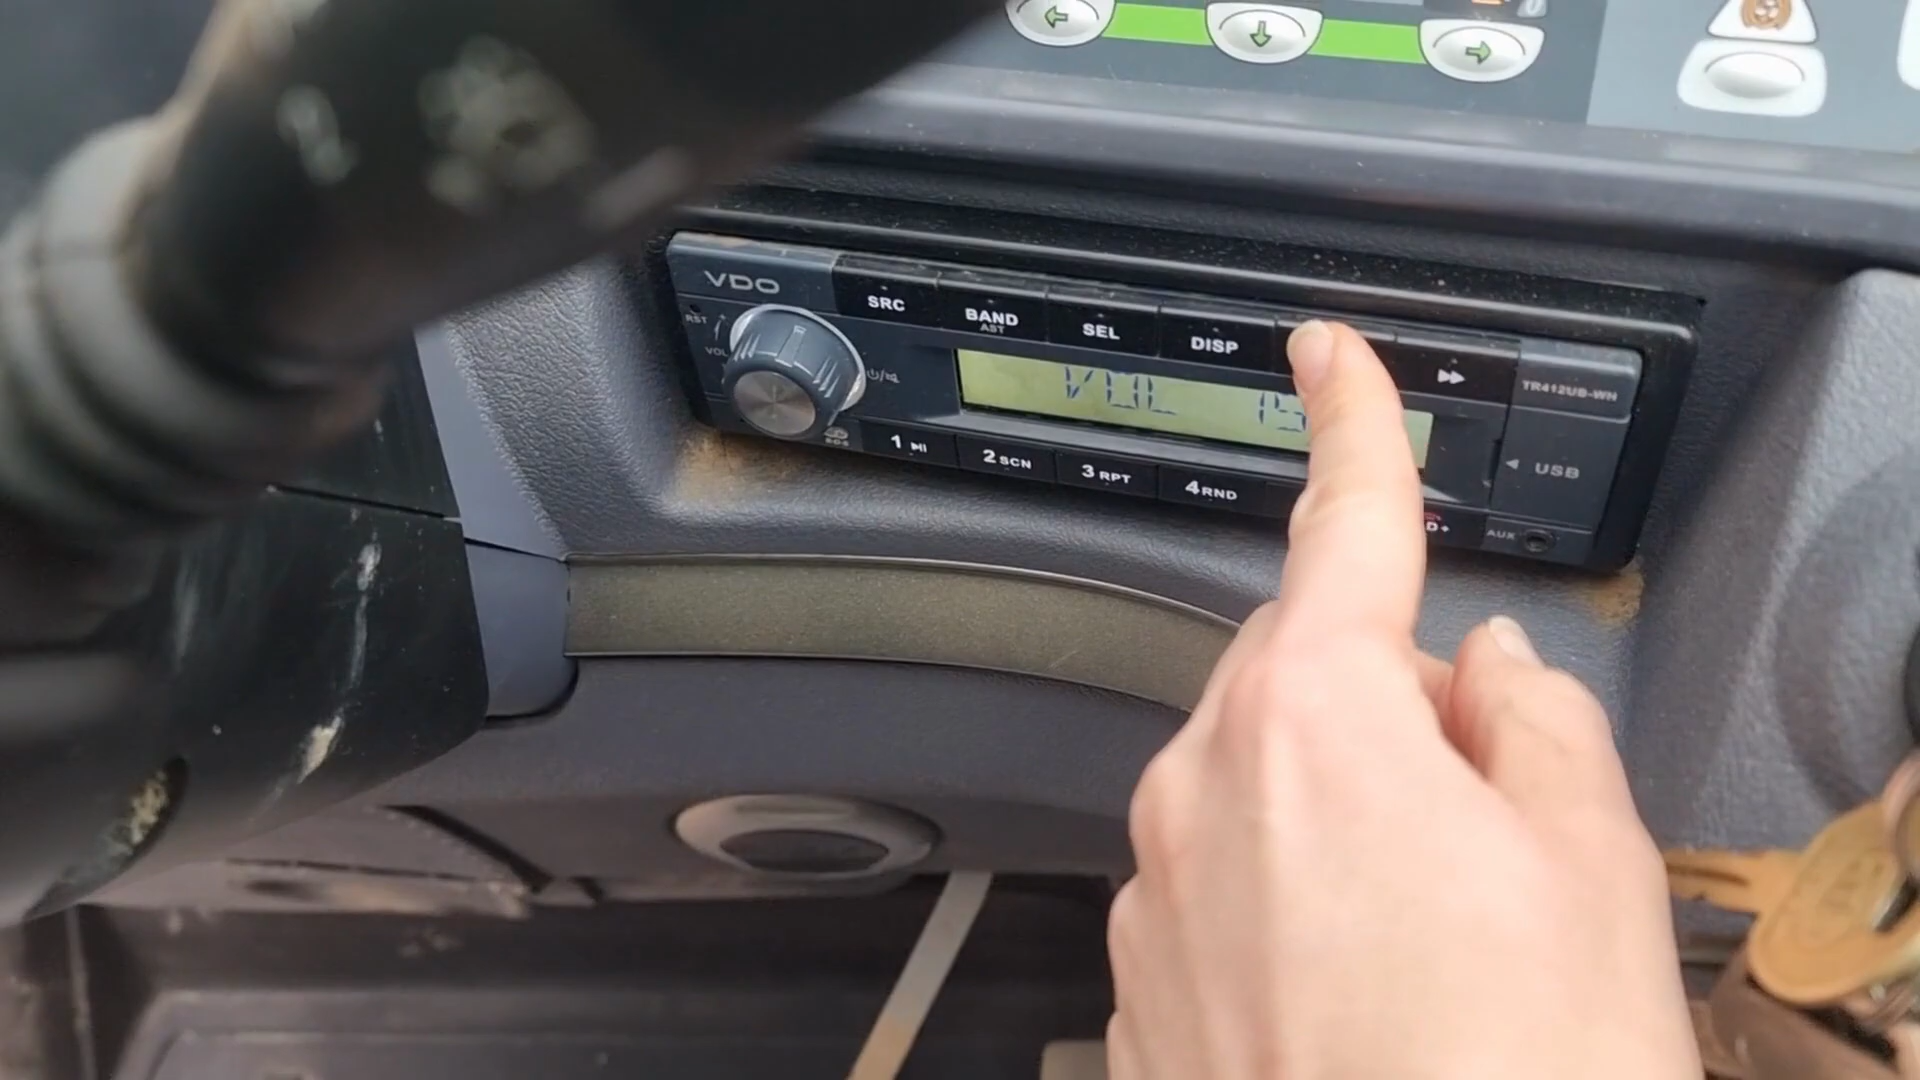 VDO
SRC
BAND
AST
SEL
DISP
RST
VOL
TR412UB-WN
VOL 15
USB
1
2 SCN
3 RPT
4 RND
D+
AUX